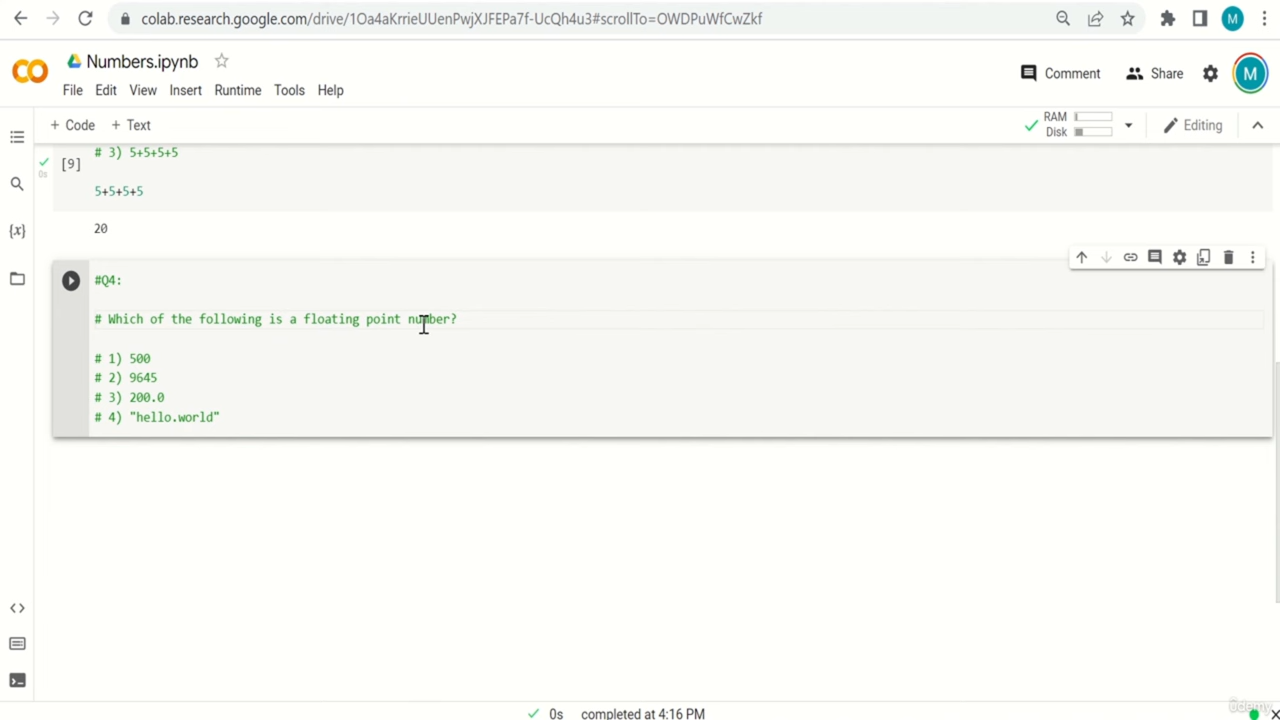 colab.research.google.com/drive/1Oa4aKrrieUUenPwjXJFEPa7f-UcQh4u3#scrollTo=OWDPuWfCwZkf
M
CO
Numbers.ipynb
Comment
Share
M
File Edit View Insert Runtime Tools Help
+ Code + Text
RAM
Disk
Editing
# 3) 5+5+5+5
[9]
0s
5+5+5+5
{x}
20
#Q4:
# Which of the following is a floating point number?
# 1) 500
# 2) 9645
# 3) 200.0
# 4) "hello.world"
0s completed at 4:16 PM
ûdemy